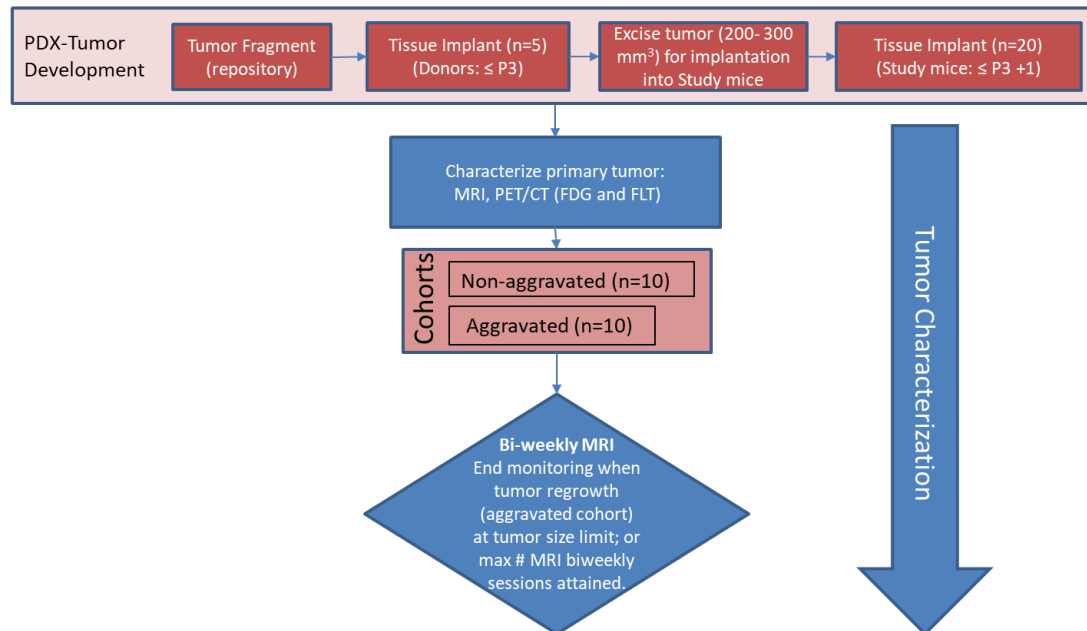 PDX-Tumor
Development
Tumor Fragment
(repository)
Tissue Implant (n=5)
(Donors: ≤ P3)
Excise tumor (200- 300
mm³) for implantation
into Study mice
Tissue Implant (n=20)
(Study mice: ≤ P3 +1)
Characterize primary tumor:
MRI, PET/CT (FDG and FLT)
Cohorts
Non-aggravated (n=10)
Aggravated (n=10)
Bi-weekly MRI
End monitoring when
tumor regrowth
(aggravated cohort)
at tumor size limit; or
max # MRI biweekly
sessions attained.
Tumor Characterization